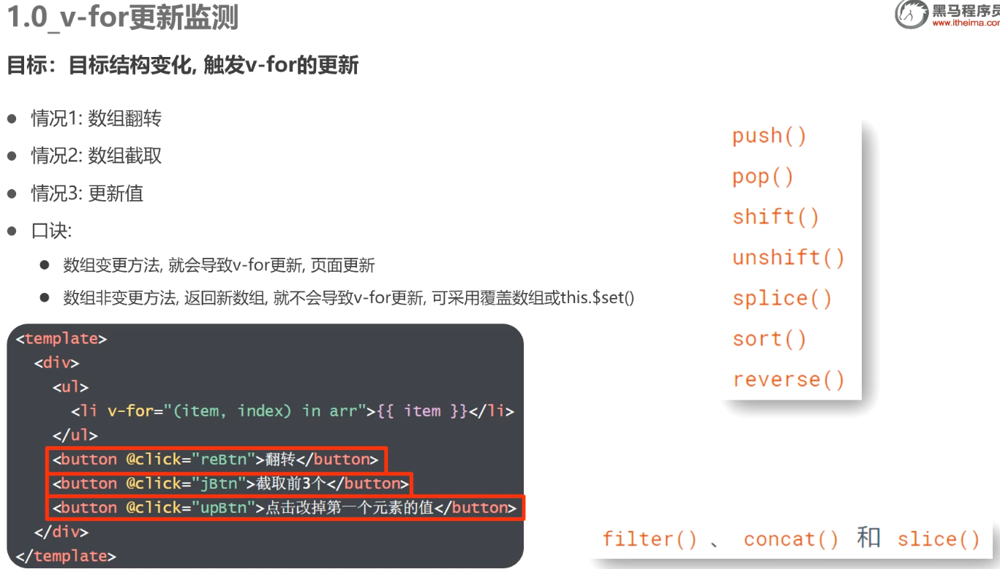 1.0_v-for更新监测
黑马程序员
www.itheima.com
目标：目标结构变化, 触发v-for的更新
情况1: 数组翻转
情况2: 数组截取
情况3: 更新值
口诀:
数组变更方法, 就会导致v-for更新, 页面更新
数组非变更方法, 返回新数组, 就不会导致v-for更新, 可采用覆盖数组或this.$set()
push()
pop()
shift()
unshift()
splice()
sort()
reverse()
<template>
<div>
<ul>
<li v-for="(item, index) in arr">{{ item }}</li>
</ul>
<button @click="reBtn">翻转</button>
<button @click="jBtn">截取前3个</button>
<button @click="upBtn">点击改掉第一个元素的值</button>
</div>
</template>
filter() 、 concat() 和 slice()